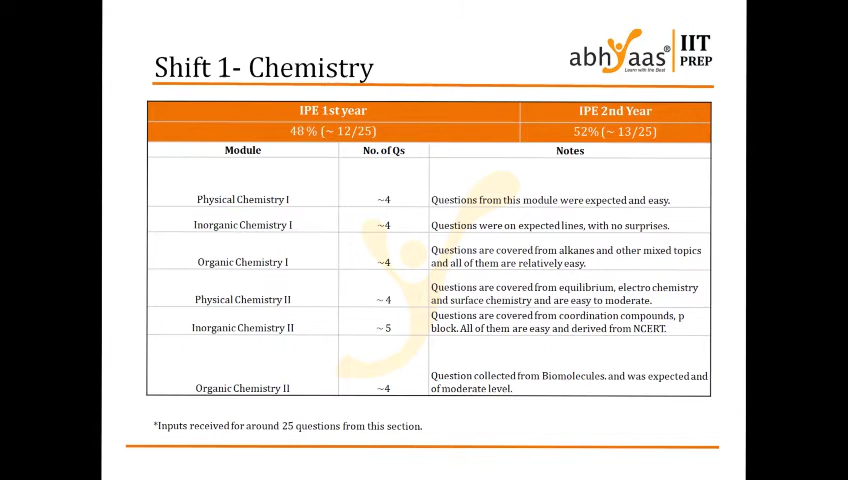 abhyaas®
Learn with the Best
IIT
PREP
Shift 1- Chemistry
IPE 1st year IPE 2nd Year
48% (~ 12/25) 52% (~ 13/25)
Module No. of Qs Notes
Physical Chemistry I ~4 Questions from this module were expected and easy.
Inorganic Chemistry I ~4 Questions were on expected lines, with no surprises.
Questions are covered from alkanes and other mixed topics
Organic Chemistry I ~4 and all of them are relatively easy.
Questions are covered from equilibrium, electro chemistry
Physical Chemistry II ~ 4 and surface chemistry and are easy to moderate.
Questions are covered from coordination compounds, p
Inorganic Chemistry II ~ 5 block. All of them are easy and derived from NCERT.
Question collected from Biomolecules. and was expected and
Organic Chemistry II ~4 of moderate level.
*Inputs received for around 25 questions from this section.